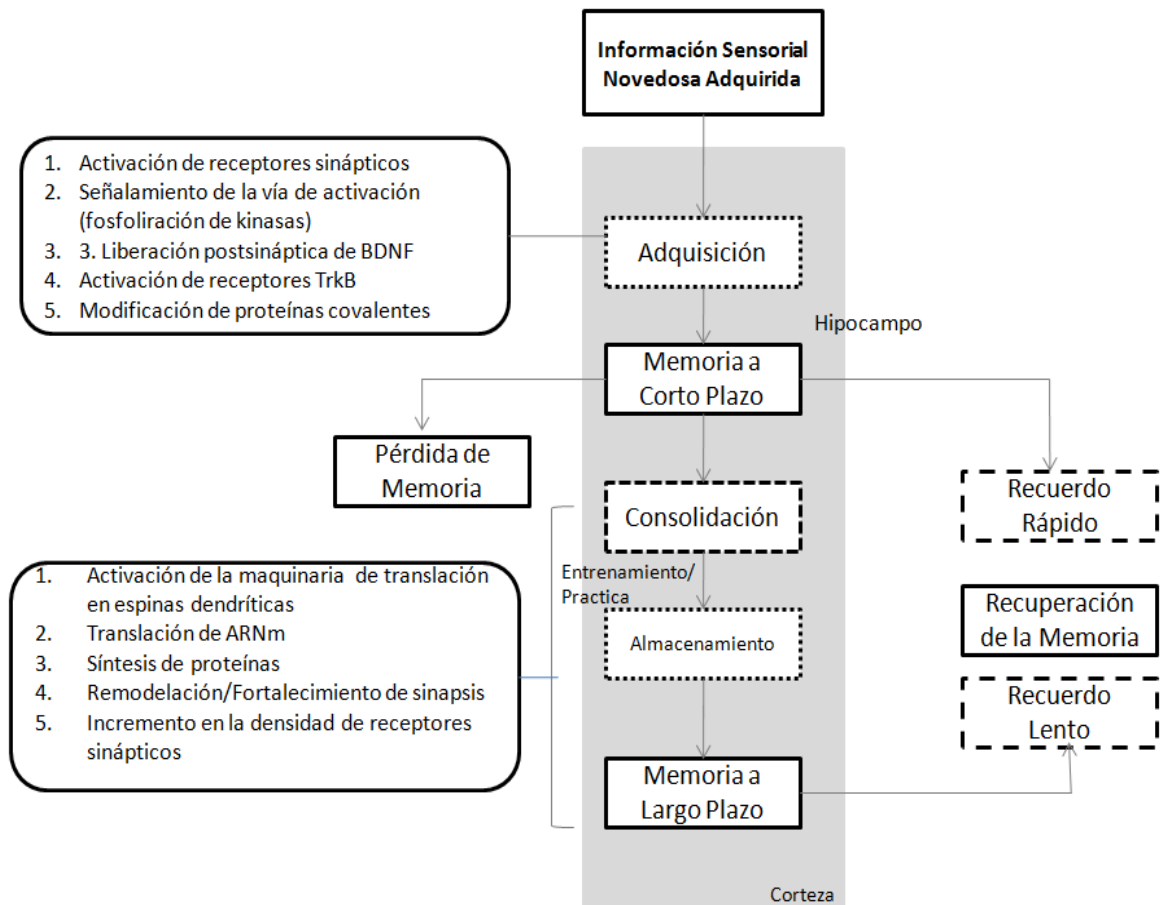 Información Sensorial
Novedosa Adquirida
1. Activación de receptores sinápticos
2. Señalamiento de la vía de activación
(fosfoliración de kinasas)
3. 3. Liberación postsináptica de BDNF
4. Activación de receptores TrkB
5. Modificación de proteínas covalentes
Adquisición
Hipocampo
Memoria a
Corto Plazo
Pérdida de
Memoria
Recuerdo
Rápido
Consolidación
Entrenamiento/
Practica
1. Activación de la maquinaria de translación
en espinas dendríticas
2. Translación de ARNm
3. Síntesis de proteínas
4. Remodelación/Fortalecimiento de sinapsis
5. Incremento en la densidad de receptores
sinápticos
Almacenamiento
Recuperación
de la Memoria
Recuerdo
Lento
Memoria a
Largo Plazo
Corteza